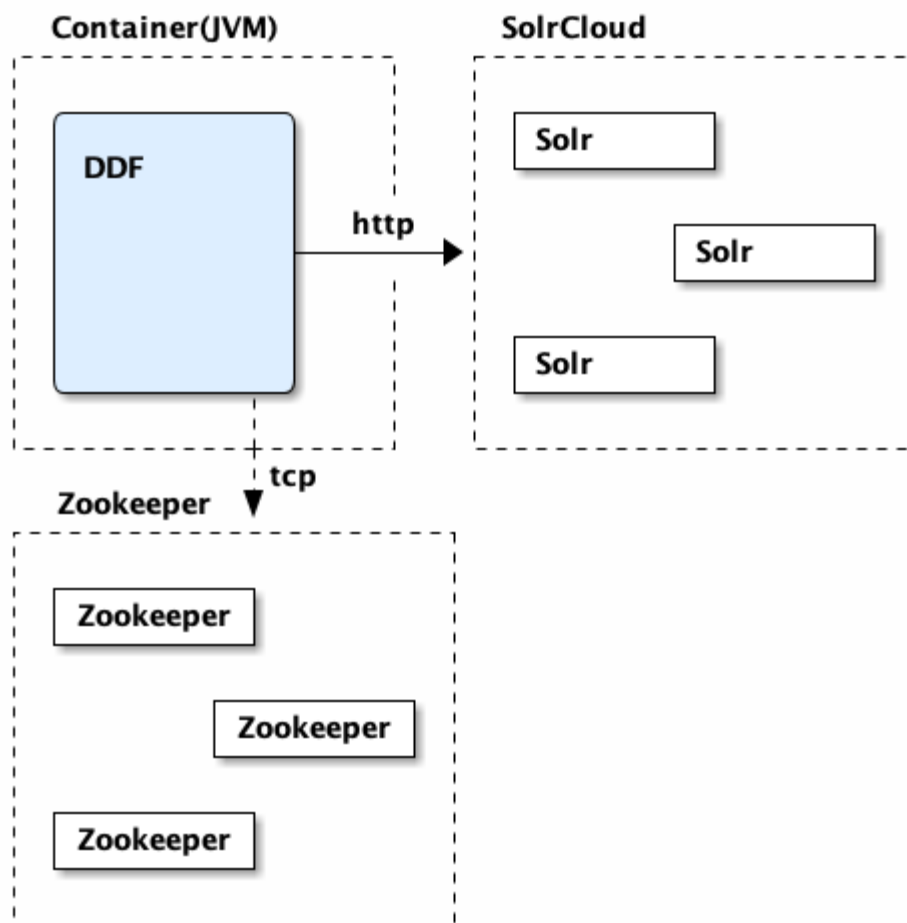 Container(JVM)
SolrCloud
DDF
Solr
http
Solr
Solr
tcp
Zookeeper
Zookeeper
Zookeeper
Zookeeper